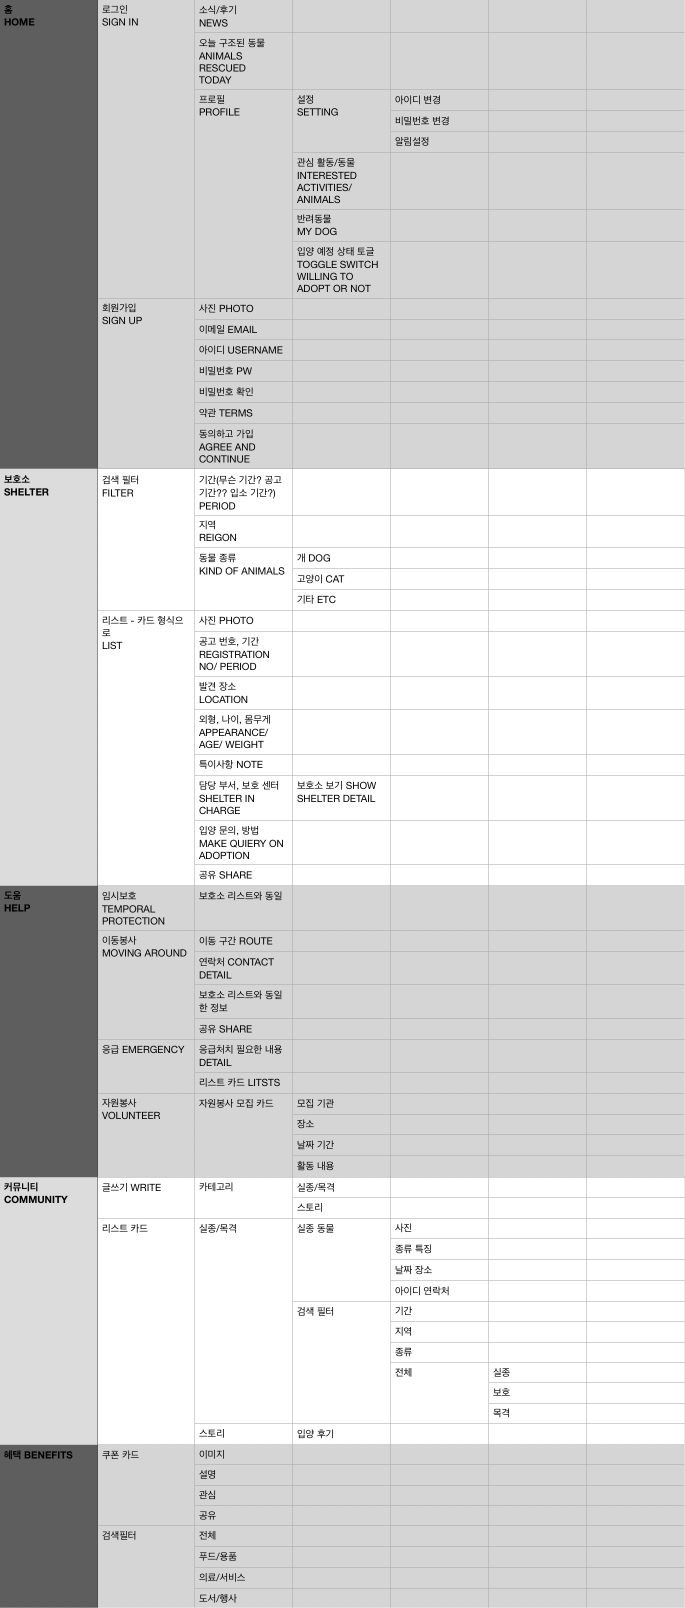 홈
HOME
로그인
SIGN IN
소식/후기
NEWS
오늘 구조된 동물
ANIMALS
RESCUED
TODAY
프로필
PROFILE
설정
SETTING
아이디 변경
비밀번호 변경
알림설정
관심 활동/동물
INTERESTED
ACTIVITIES/
ANIMALS
반려동물
MY DOG
입양 예정 상태 토글
TOGGLE SWITCH
WILLING TO
ADOPT OR NOT
회원가입
SIGN UP
사진 PHOTO
이메일 EMAIL
아이디 USERNAME
비밀번호 PW
비밀번호 확인
약관 TERMS
동의하고 가입
AGREE AND
CONTINUE
보호소
SHELTER
검색 필터
FILTER
기간(무슨 기간? 공고
기간?? 입소 기간?)
PERIOD
지역
REIGON
동물 종류
KIND OF ANIMALS
개 DOG
고양이 CAT
기타 ETC
리스트 - 카드 형식으
로
LIST
사진 PHOTO
공고 번호, 기간
REGISTRATION
NO/ PERIOD
발견 장소
LOCATION
외형, 나이, 몸무게
APPEARANCE/
AGE/ WEIGHT
특이사항 NOTE
담당 부서, 보호 센터
SHELTER IN
CHARGE
보호소 보기 SHOW
SHELTER DETAIL
입양 문의, 방법
MAKE QUIERY ON
ADOPTION
공유 SHARE
도움
HELP
임시보호
TEMPORAL
PROTECTION
보호소 리스트와 동일
이동봉사
MOVING AROUND
이동 구간 ROUTE
연락처 CONTACT
DETAIL
보호소 리스트와 동일
한 정보
공유 SHARE
응급 EMERGENCY
응급처치 필요한 내용
DETAIL
리스트 카드 LITSTS
자원봉사
VOLUNTEER
자원봉사 모집 카드
모집 기관
장소
날짜 기간
활동 내용
커뮤니티
COMMUNITY
글쓰기 WRITE
카테고리
실종/목격
스토리
리스트 카드
실종/목격
실종 동물
사진
종류 특징
날짜 장소
아이디 연락처
검색 필터
기간
지역
종류
전체
실종
보호
목격
스토리
입양 후기
혜택 BENEFITS
쿠폰 카드
이미지
설명
관심
공유
검색필터
전체
푸드/용품
의료/서비스
도서/행사